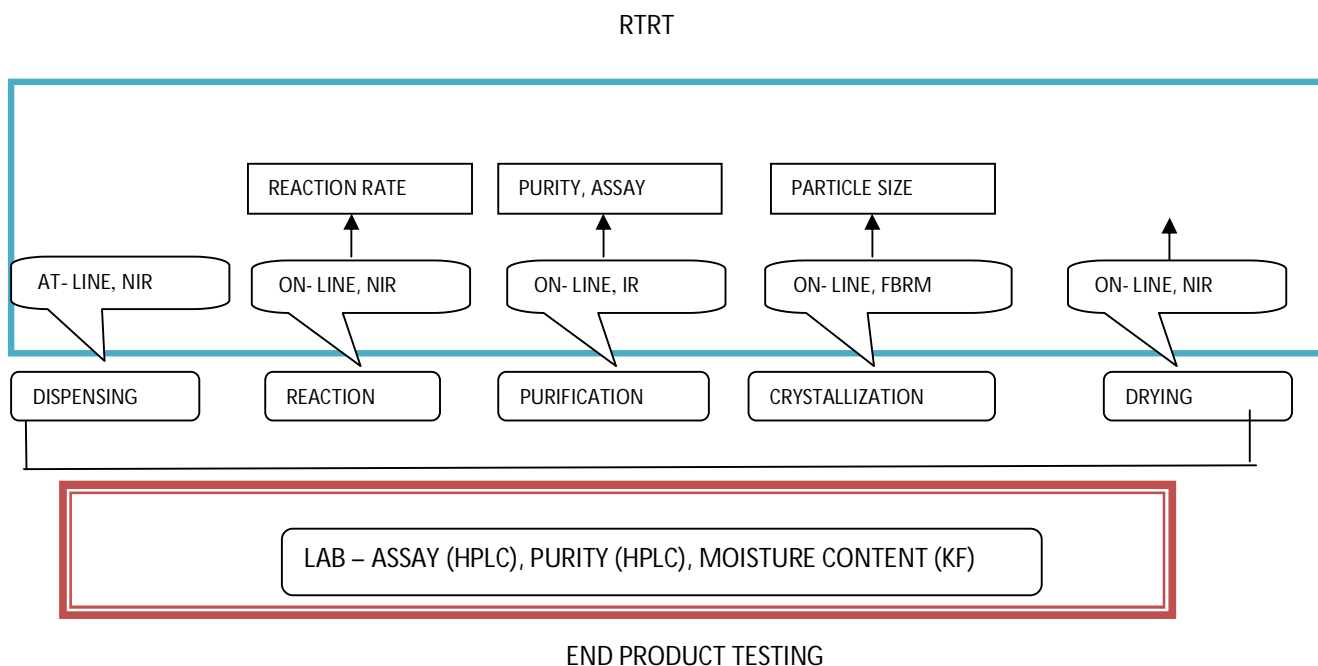 RTRT
REACTION RATE
PURITY, ASSAY
PARTICLE SIZE
AT- LINE, NIR
ON- LINE, NIR
ON- LINE, IR
ON- LINE, FBRM
ON- LINE, NIR
DISPENSING
REACTION
PURIFICATION
CRYSTALLIZATION
DRYING
LAB – ASSAY (HPLC), PURITY (HPLC), MOISTURE CONTENT (KF)
END PRODUCT TESTING